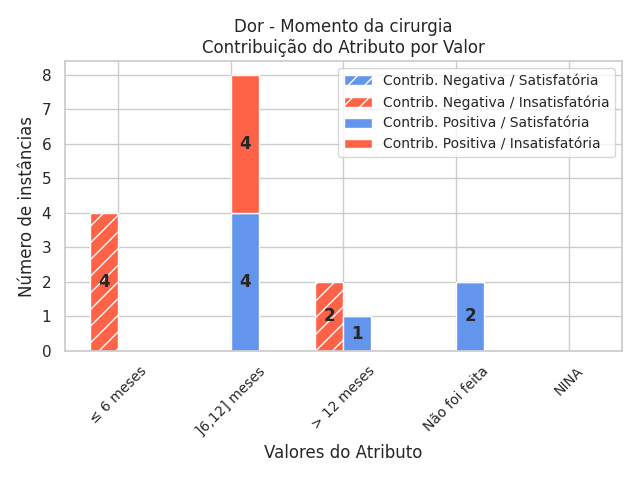 Dor - Momento da cirurgia
Contribuição do Atributo por Valor
Contrib. Negativa / Satisfatória
Contrib. Negativa / Insatisfatória
Contrib. Positiva / Satisfatória
Contrib. Positiva / Insatisfatória
Número de instâncias
8
7
6
5
4
3
2
1
0
4
4
4
2
1
2
≤ 6 meses
]6,12] meses
> 12 meses
Não foi feita
NINA
Valores do Atributo